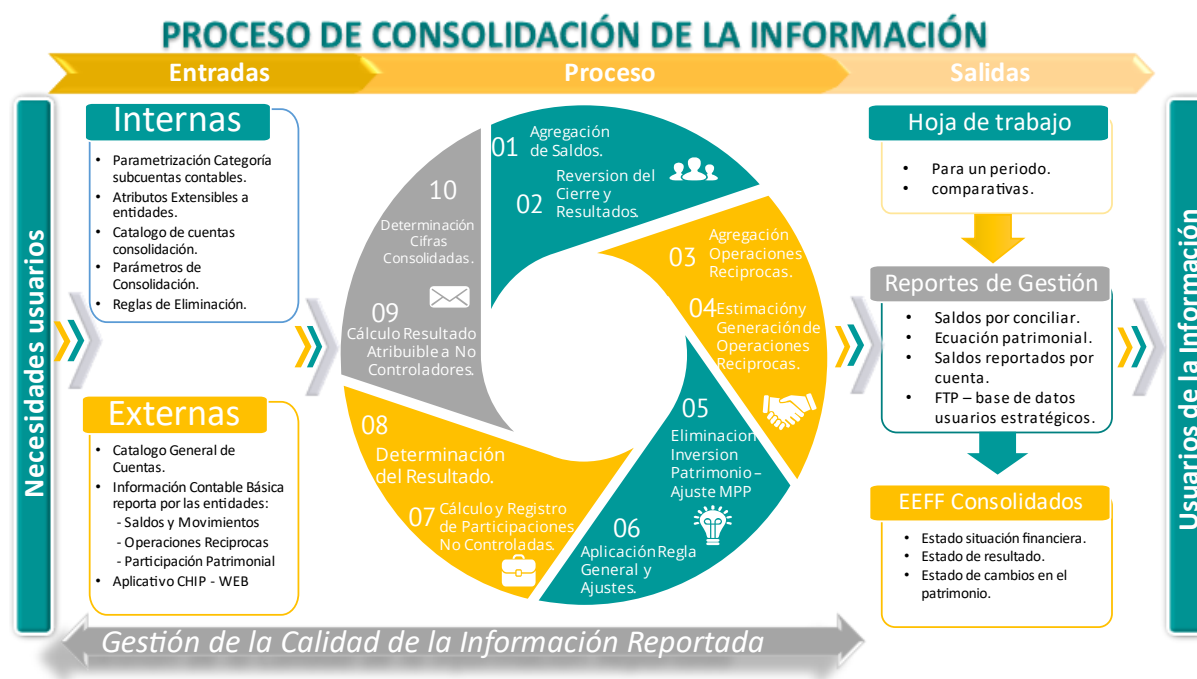 PROCESO DE CONSOLIDACIÓN DE LA INFORMACIÓN
Entradas
Proceso
Salidas
Necesidades usuarios
Internas
• Parametrización Categoría
subcuentas contables.
• Atributos Extensibles a
entidades.
• Catalogo de cuentas
consolidación.
• Parámetros de
Consolidación.
• Reglas de Eliminación.
Externas
• Catalogo General de
Cuentas.
• Información Contable Básica
reporta por las entidades:
- Saldos y Movimientos
- Operaciones Reciprocas
- Participación Patrimonial
• Aplicativo CHIP - WEB
01 Agregación
de Saldos.
02 Reversion del
Cierre y
Resultados.
03 Agregación
Operaciones
Reciprocas.
04 Estimación y
Generación de
Operaciones
Reciprocas.
05
Eliminacion
Inversion
Patrimonio –
Ajuste MPP
06
Aplicación Regla
General y
Ajustes.
07 Cálculo y Registro
de Participaciones
No Controladas.
08
Determinación
del Resultado.
09
Cálculo Resultado
Atribuible a No
Controladores.
10
Determinación
Cifras
Consolidadas.
Hoja de trabajo
• Para un periodo.
• comparativas.
Reportes de Gestión
• Saldos por conciliar.
• Ecuación patrimonial.
• Saldos reportados por
cuenta.
• FTP – base de datos
usuarios estratégicos.
EEFF Consolidados
• Estado situación financiera.
• Estado de resultado.
• Estado de cambios en el
patrimonio.
Usuarios de la Información
Gestión de la Calidad de la Información Reportada